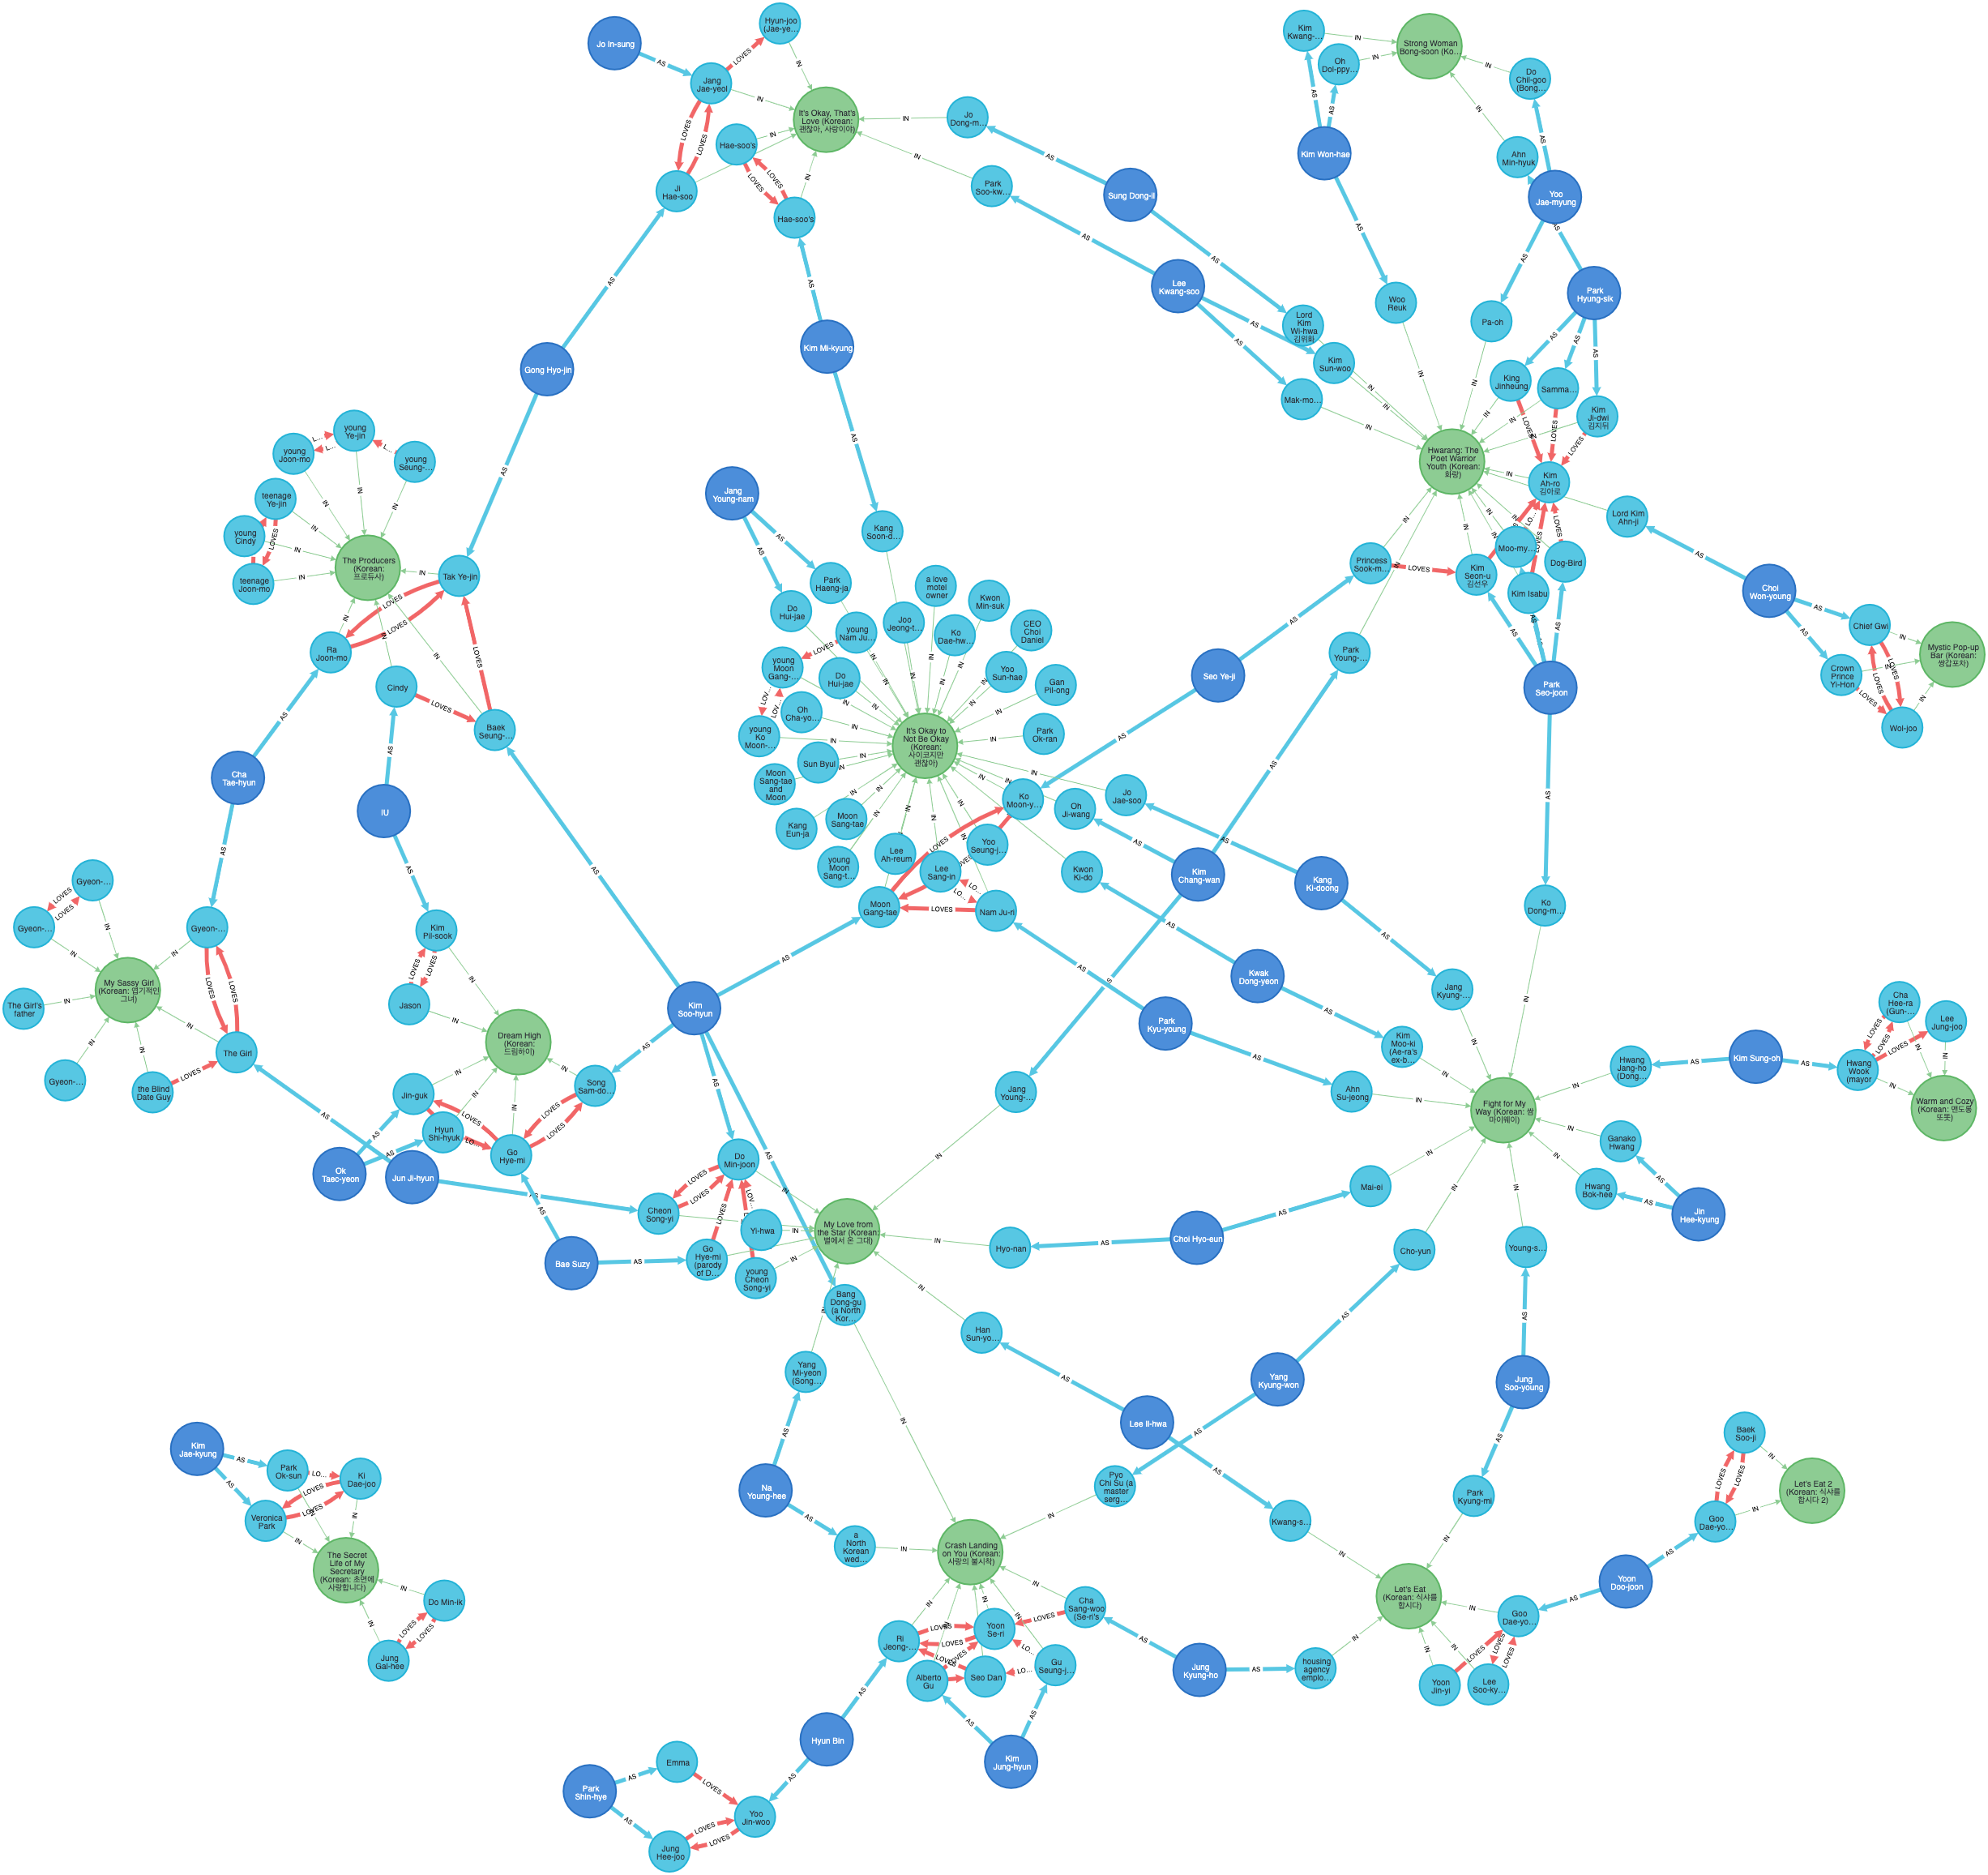 Jo In-sung
Hyun-joo
(Jae-ye…
Jang
Jae-yeol
It's Okay, That's
Love (Korean:
괜찮아, 사랑이야)
Hae-soo's
Ji
Hae-soo
Hae-soo's
Jo
Dong-m…
Park
Soo-kw…
Sung Dong-il
Lee
Kwang-soo
Kim
Kwang-…
Oh
Dol-ppy…
Strong Woman
Bong-soon (Ko…
Do
Chil-goo
(Bong…
Ahn
Min-hyuk
Kim Won-hae
Yoo
Jae-myung
Park
Hyung-sik
Woo
Reuk
Pa-oh
Lord
Kim
Wi-hwa
김위화
Kim
Sun-woo
Mak-mo…
King
Jinheung
Samma…
Kim
Ji-dwi
김지뒤
Hwarang: The
Poet Warrior
Youth (Korean:
화랑)
Kim
Ah-ro
김아로
Lord Kim
Ahn-ji
Princess
Sook-m…
Kim
Seon-u
김선우
Moo-my…
Dog-Bird
Kim Isabu
Choi
Won-young
Chief Gwi
Crown
Prince
Yi-Hon
Mystic Pop-up
Bar (Korean:
쌍갑포차)
Wol-joo
Park
Seo-joon
Park
Young-…
Seo Ye-ji
Kim Mi-kyung
Gong Hyo-jin
young
Ye-jin
young
Joon-mo
young
Seung-…
teenage
Ye-jin
young
Cindy
teenage
Joon-mo
The Producers
(Korean:
프로듀사)
Tak Ye-jin
Ra
Joon-mo
Cindy
Baek
Seung-…
Cha
Tae-hyun
IU
Jang
Young-nam
Kang
Soon-d…
Park
Haeng-ja
Do
Hui-jae
young
Nam Ju…
Joo
Jeong-t…
a love
motel
owner
Kwon
Min-suk
Ko
Dae-hw…
CEO
Choi
Daniel
Yoo
Sun-hae
Gan
Pil-ong
young
Moon
Gang-…
Do
Hui-jae
Oh
Cha-yo…
young
Ko
Moon-…
It's Okay to
Not Be Okay
(Korean:
사이코지만
괜찮아)
Park
Ok-ran
Sun Byul
Moon
Sang-tae
and
Moon
Kang
Eun-ja
Moon
Sang-tae
young
Moon
Sang-t…
Lee
Ah-reum
Lee
Sang-in
Yoo
Seung-j…
Ko
Moon-y…
Oh
Ji-wang
Jo
Jae-soo
Kwon
Ki-do
Moon
Gang-tae
Nam Ju-ri
Kim
Chang-wan
Kang
Ki-doong
Ko
Dong-m…
Kwak
Dong-yeon
Jang
Kyung-…
Park
Kyu-young
Kim
Moo-ki
(Ae-ra's
ex-b…
Ahn
Su-jeong
Jang
Young-…
Hwang
Jang-ho
(Dong…
Kim Sung-oh
Hwang
Wook
(mayor
Cha
Hee-ra
(Gun-…
Lee
Jung-joo
Warm and Cozy
(Korean: 맨도롱
또똣)
Fight for My
Way (Korean: 쌈
마이웨이)
Ganako
Hwang
Hwang
Bok-hee
Jin
Hee-kyung
Mai-ei
Cho-yun
Young-s…
Gyeon-…
Gyeon-…
Gyeon-…
The Girl's
father
My Sassy Girl
(Korean: 엽기적인
그녀)
Gyeon-…
the Blind
Date Guy
The Girl
Kim
Pil-sook
Jason
Dream High
(Korean:
드림하이)
Kim
Soo-hyun
Jin-guk
Hyun
Shi-hyuk
Go
Hye-mi
Song
Sam-do…
Ok
Taec-yeon
Jun Ji-hyun
Bae Suzy
Do
Min-joon
Cheon
Song-yi
Go
Hye-mi
(parody
of D…
Yi-hwa
young
Cheon
Song-yi
My Love from
the Star (Korean:
별에서 온 그대)
Hyo-nan
Choi Hyo-eun
Bang
Dong-gu
(a North
Kor…
Han
Sun-yo…
Yang
Mi-yeon
(Song…
Na
Young-hee
Lee Il-hwa
Yang
Kyung-won
Jung
Soo-young
Pyo
Chi Su (a
master
serg…
Park
Kyung-mi
Kwang-s…
a
North
Korean
wed…
Crash Landing
on You (Korean:
사랑의 불시착)
Cha
Sang-woo
(Se-ri's
Ri
Jeong-…
Yoon
Se-ri
Alberto
Gu
Seo Dan
Gu
Seung-j…
Jung
Kyung-ho
housing
agency
emplo…
Let's Eat
(Korean: 식샤를
합시다)
Goo
Dae-yo…
Yoon
Jin-yi
Lee
Soo-ky…
Yoon
Doo-joon
Goo
Dae-yo…
Baek
Soo-ji
Let's Eat 2
(Korean: 식샤를
합시다 2)
Kim
Jae-kyung
Park
Ok-sun
Ki
Dae-joo
Veronica
Park
The Secret
Life of My
Secretary
(Korean: 초면에
사랑합니다)
Do Min-ik
Jung
Gal-hee
Hyun Bin
Kim
Jung-hyun
Park
Shin-hye
Emma
Yoo
Jin-woo
Jung
Hee-joo
AS
LOVES
IN